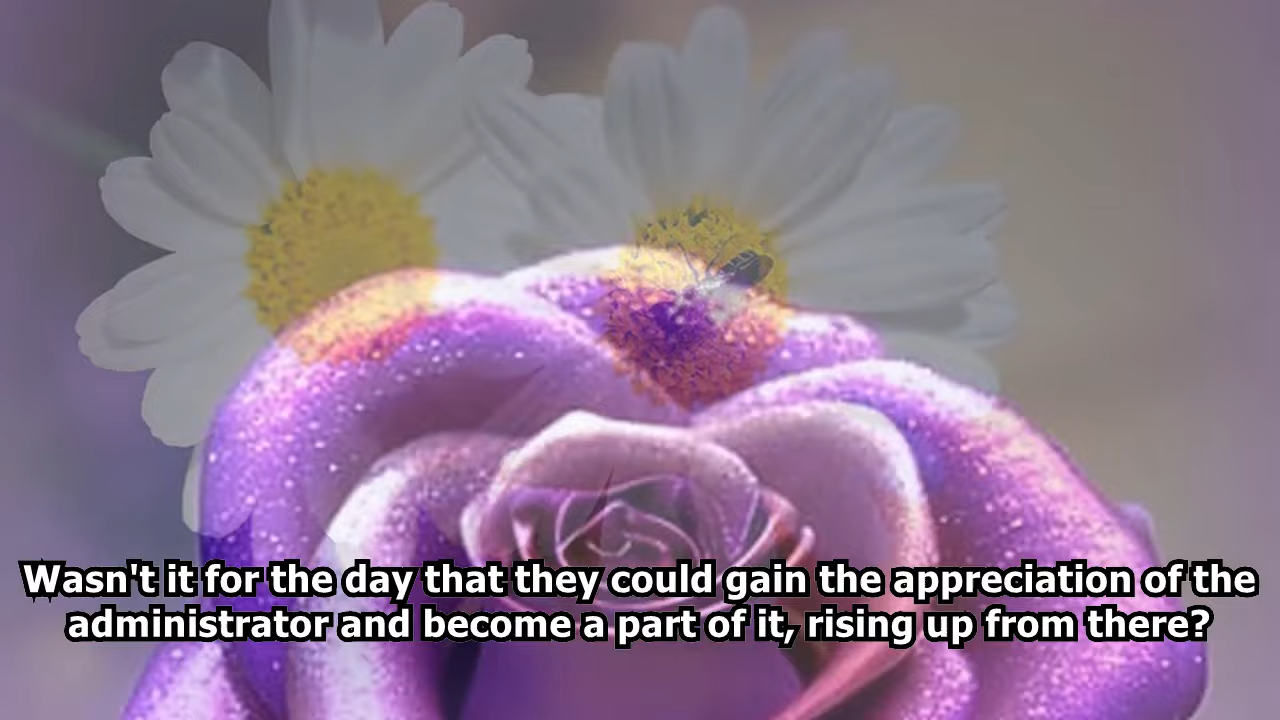 Wasn't it for the day that they could gain the appreciation of the
administrator and become a part of it, rising up from there?